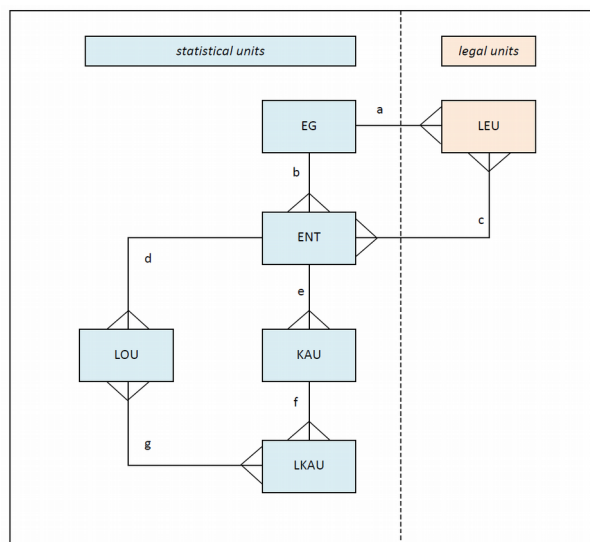 statistical units
legal units
a
EG
LEU
b
c
ENT
d
e
LOU
KAU
f
g
LKAU